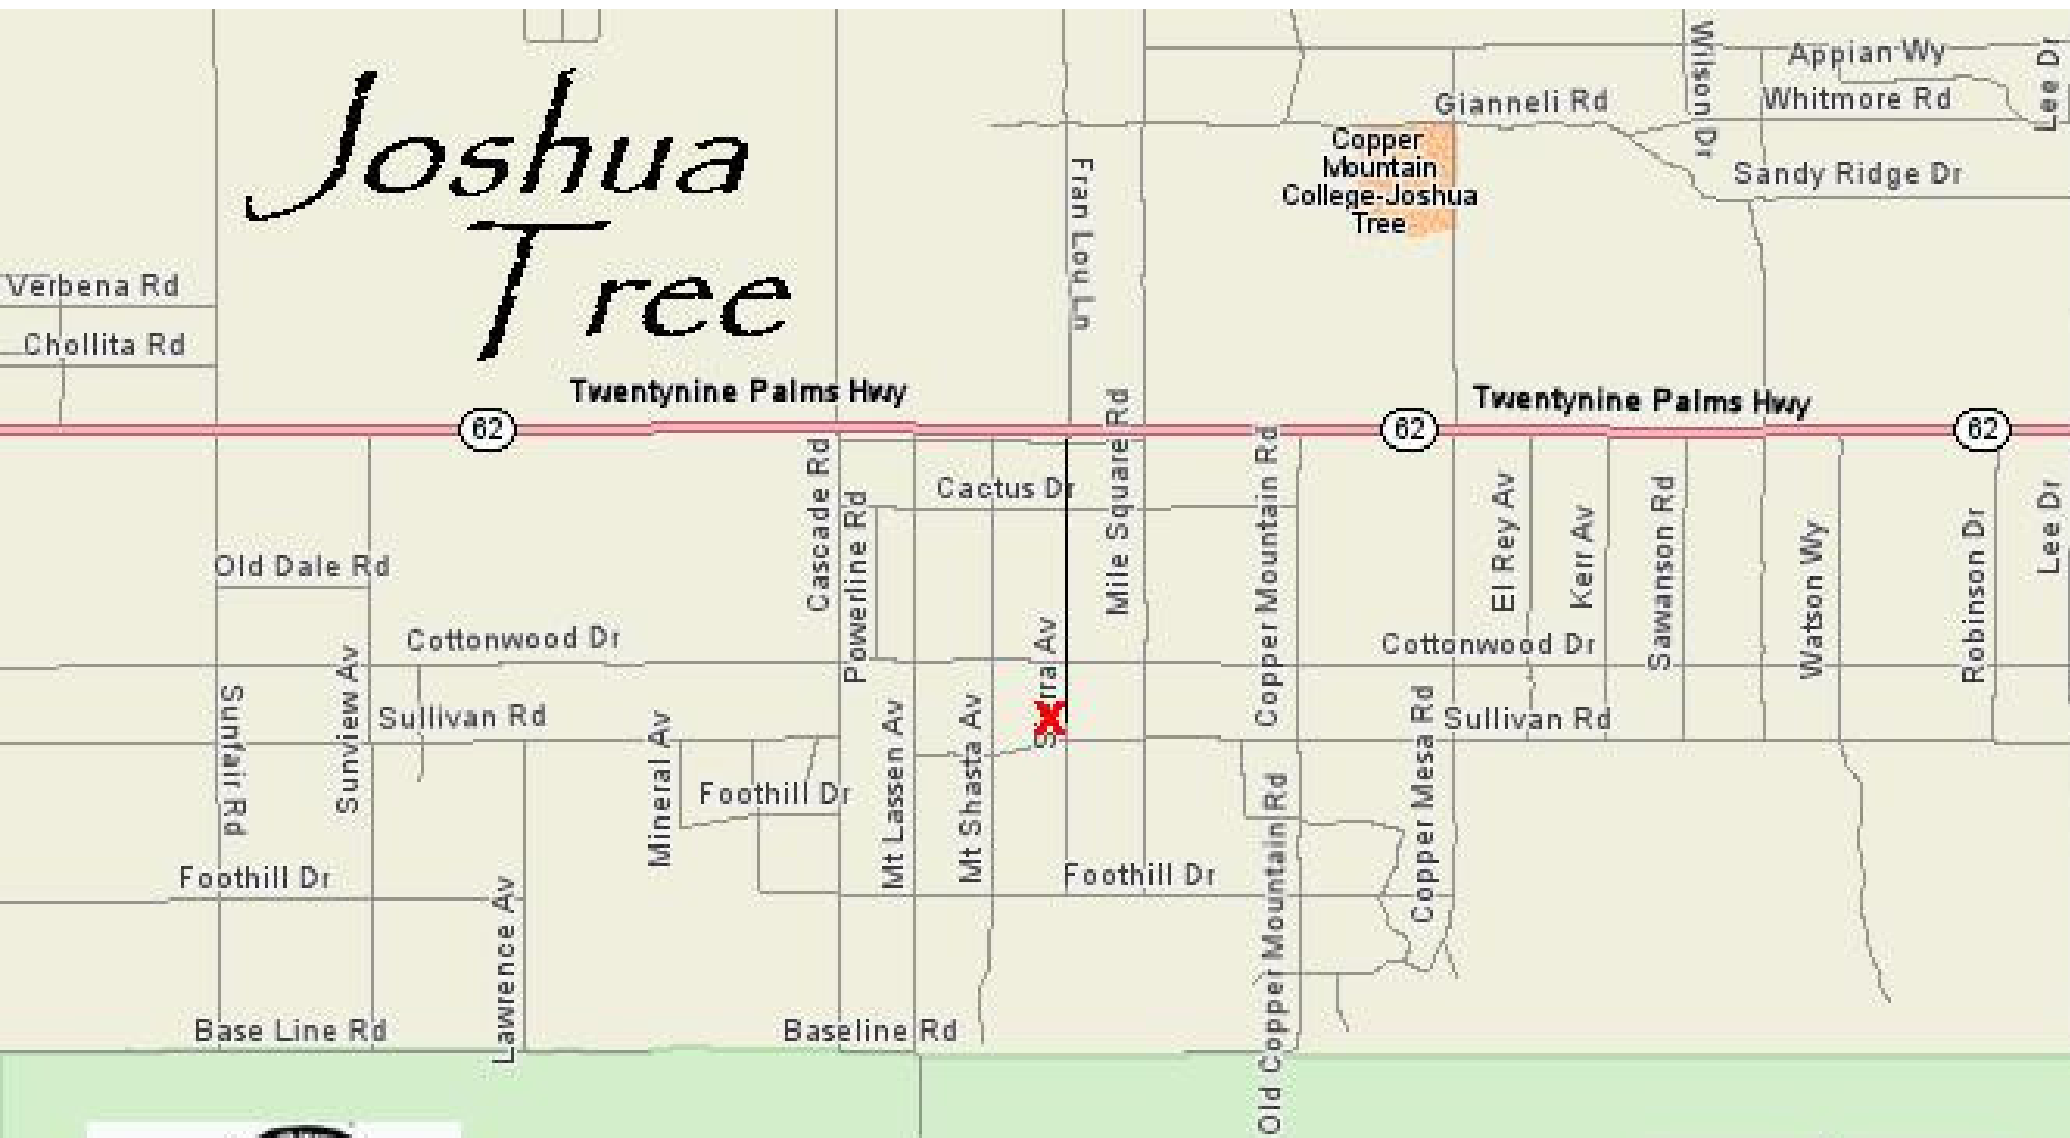 Joshua
Tree
Appian Wy
Whitmore Rd
Wilson Dr
Lee Dr
Gianneli Rd
Sandy Ridge Dr
Copper
Mountain
College-Joshua
Tree
Fran Lou Ln
Verbena Rd
Chollita Rd
Twentynine Palms Hwy
Twentynine Palms Hwy
62
62
62
Cascade Rd
Powerline Rd
Cactus Dr
Mile Square Rd
Copper Mountain Rd
El Rey Av
Kerr Av
Sawanson Rd
Watson Wy
Robinson Dr
Lee Dr
Old Dale Rd
Cottonwood Dr
Cottonwood Dr
Sunfair Rd
Sunview Av
Sullivan Rd
Sullivan Rd
Mineral Av
Mt Lassen Av
Mt Shasta Av
X
Copper Mesa Rd
Foothill Dr
Foothill Dr
Foothill Dr
Lawrence Av
Old Copper Mountain Rd
Base Line Rd
Baseline Rd